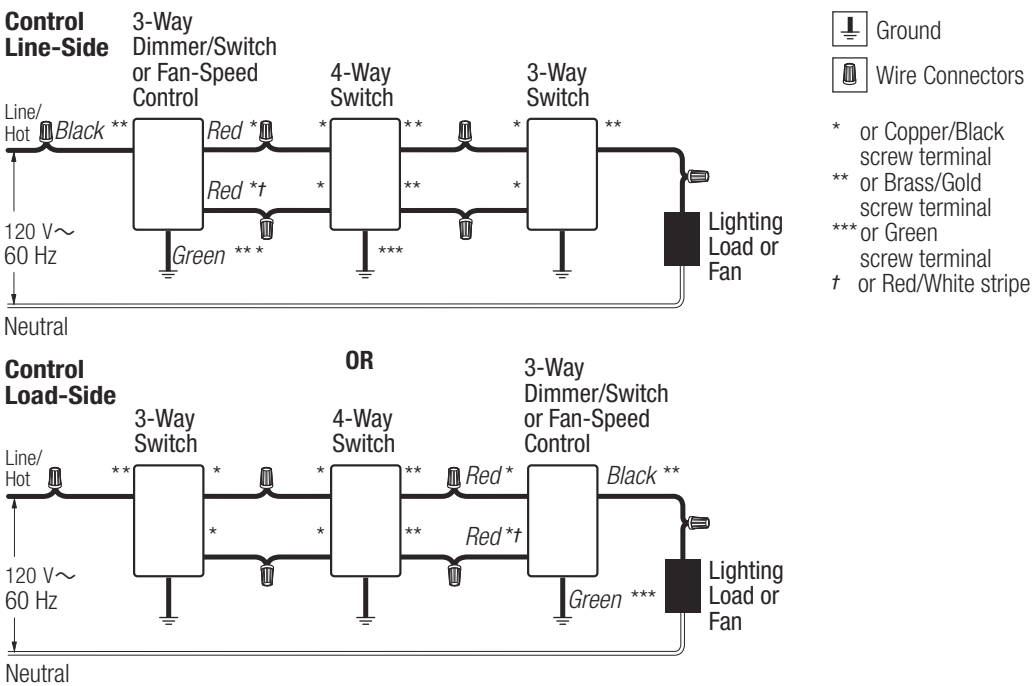 Control
Line-Side
3-Way
Dimmer/Switch
or Fan-Speed
Control
4-Way
Switch
3-Way
Switch
Line/
Hot
Black **
Red *
*
**
*
**
Red *†
*
**
*
120 V～
60 Hz
Green ** *
***
Lighting
Load or
Fan
Neutral
Ground
Wire Connectors
* or Copper/Black
screw terminal
** or Brass/Gold
screw terminal
*** or Green
screw terminal
† or Red/White stripe
OR
Control
Load-Side
3-Way
Switch
4-Way
Switch
3-Way
Dimmer/Switch
or Fan-Speed
Control
Line/
Hot
**
*
*
**
Red *
Black **
*
*
**
Red *†
120 V～
60 Hz
Green ***
Lighting
Load or
Fan
Neutral